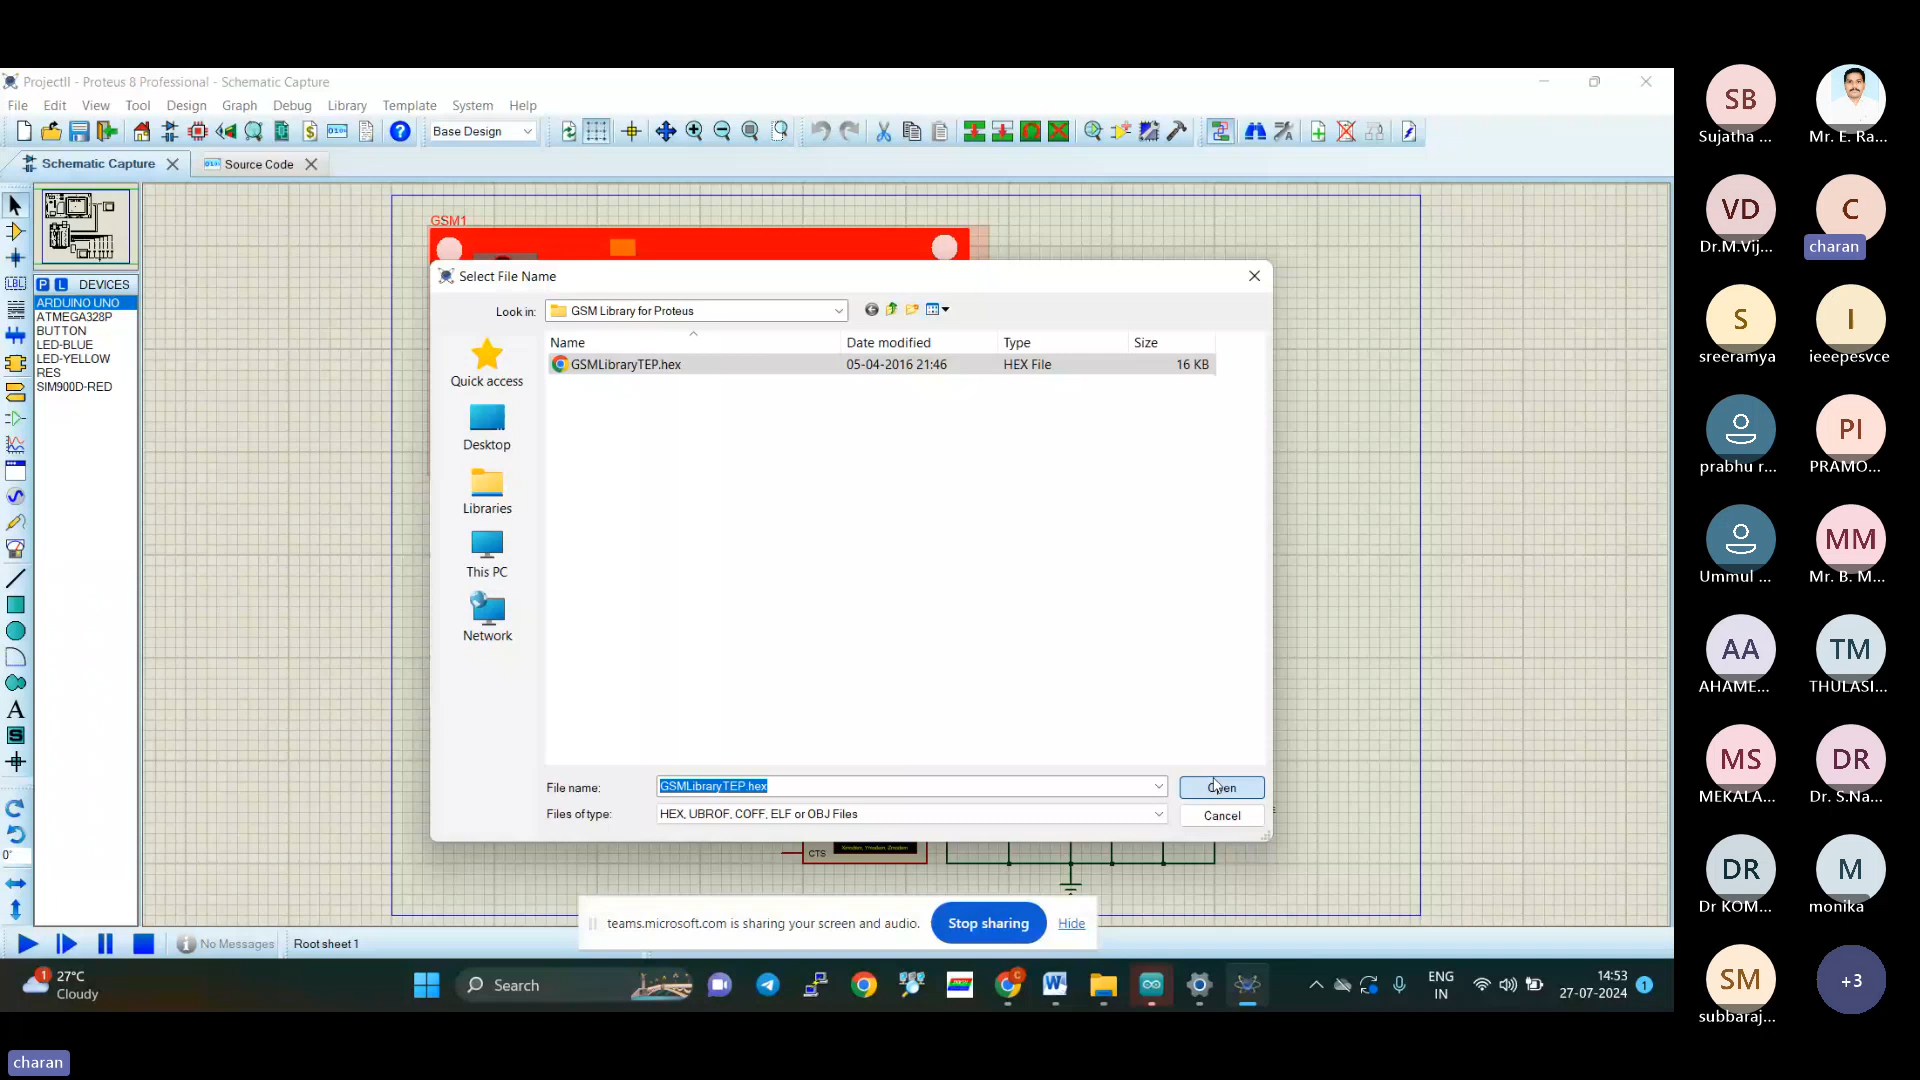 ProjectII - Proteus 8 Professional - Schematic Capture
File Edit View Tool Design Graph Debug Library Template System Help
Base Design
Schematic Capture
Source Code
P L DEVICES
ARDUINO UNO
ATMEGA328P
BUTTON
LED-BLUE
LED-YELLOW
RES
SIM900D-RED
GSM1
Select File Name
Look in: GSM Library for Proteus
Name Date modified Type Size
GSMLibraryTEP.hex 05-04-2016 21:46 HEX File 16 KB
Quick access
Desktop
Libraries
This PC
Network
File name: GSMLibraryTEP.hex
Open
Files of type: HEX, UBROF, COFF, ELF or OBJ Files
Cancel
CTS
LBL
A
S
0°
teams.microsoft.com is sharing your screen and audio. Stop sharing Hide
No Messages Root sheet 1
1
27°C
Cloudy
Search
ENG
IN
14:53
27-07-2024
1
SB
Sujatha ...
Mr. E. Ra...
VD
Dr.M.Vij...
C
charan
S
sreeramya
I
ieeepesvce
prabhu r...
PI
PRAMO...
Ummul ...
MM
Mr. B. M...
AA
AHAME...
TM
THULASI...
MS
MEKALA...
DR
Dr. S.Na...
DR
Dr KOM...
M
monika
SM
subbaraj...
+3
charan